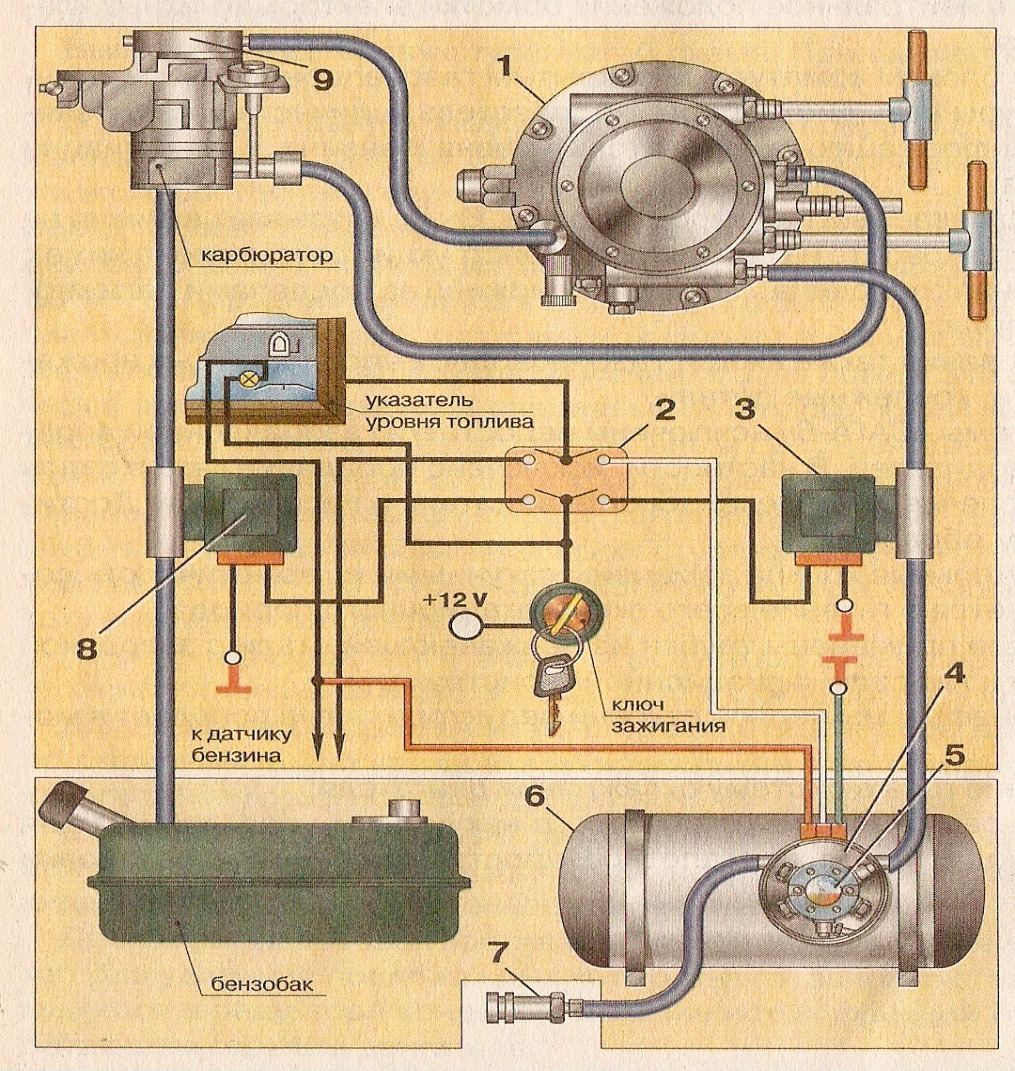 9
1
карбюратор
указатель
уровня топлива
2
3
8
+12 V
ключ
зажигания
к датчику
бензина
4
5
6
7
бензобак